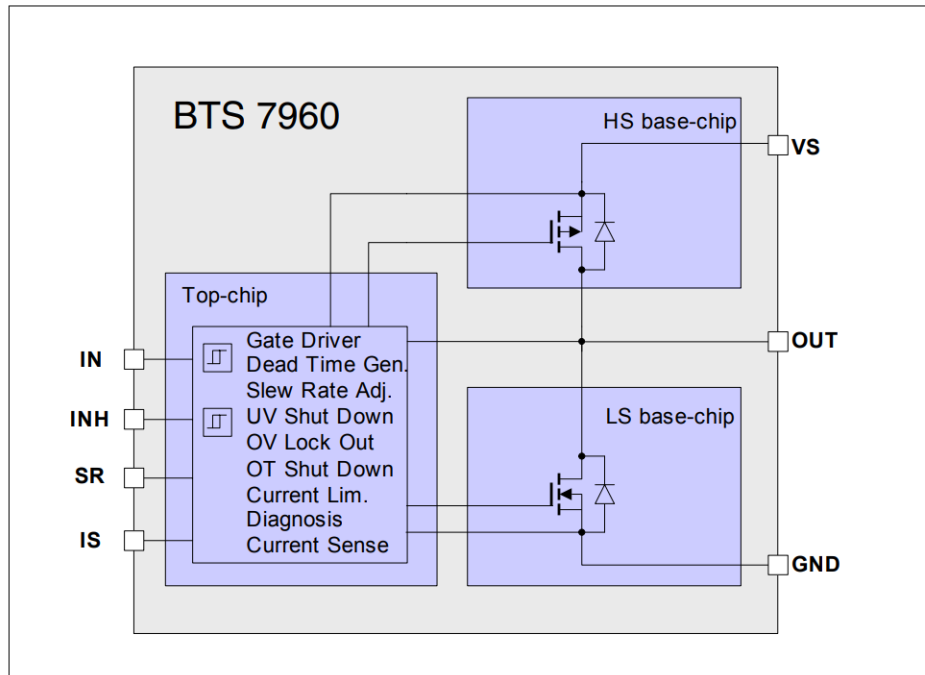 BTS 7960
HS base-chip
VS
Top-chip
Gate Driver
Dead Time Gen.
Slew Rate Adj.
UV Shut Down
OV Lock Out
OT Shut Down
Current Lim.
Diagnosis
Current Sense
IN
INH
SR
IS
OUT
LS base-chip
GND